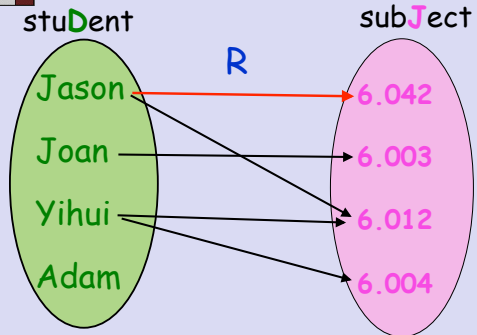 stuDent
subJect
R
Jason
6.042
Joan
6.003
Yihui
6.012
Adam
6.004